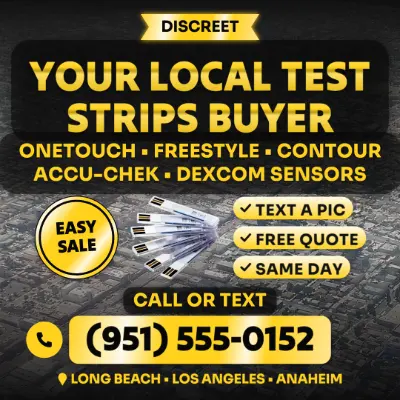 DISCREET
YOUR LOCAL TEST
STRIPS BUYER
ONETOUCH ▪ FREESTYLE ▪ CONTOUR
ACCU-CHEK ▪ DEXCOM SENSORS
EASY
SALE
✓ TEXT A PIC
✓ FREE QUOTE
✓ SAME DAY
CALL OR TEXT
(951) 555-0152
LONG BEACH ▪ LOS ANGELES ▪ ANAHEIM